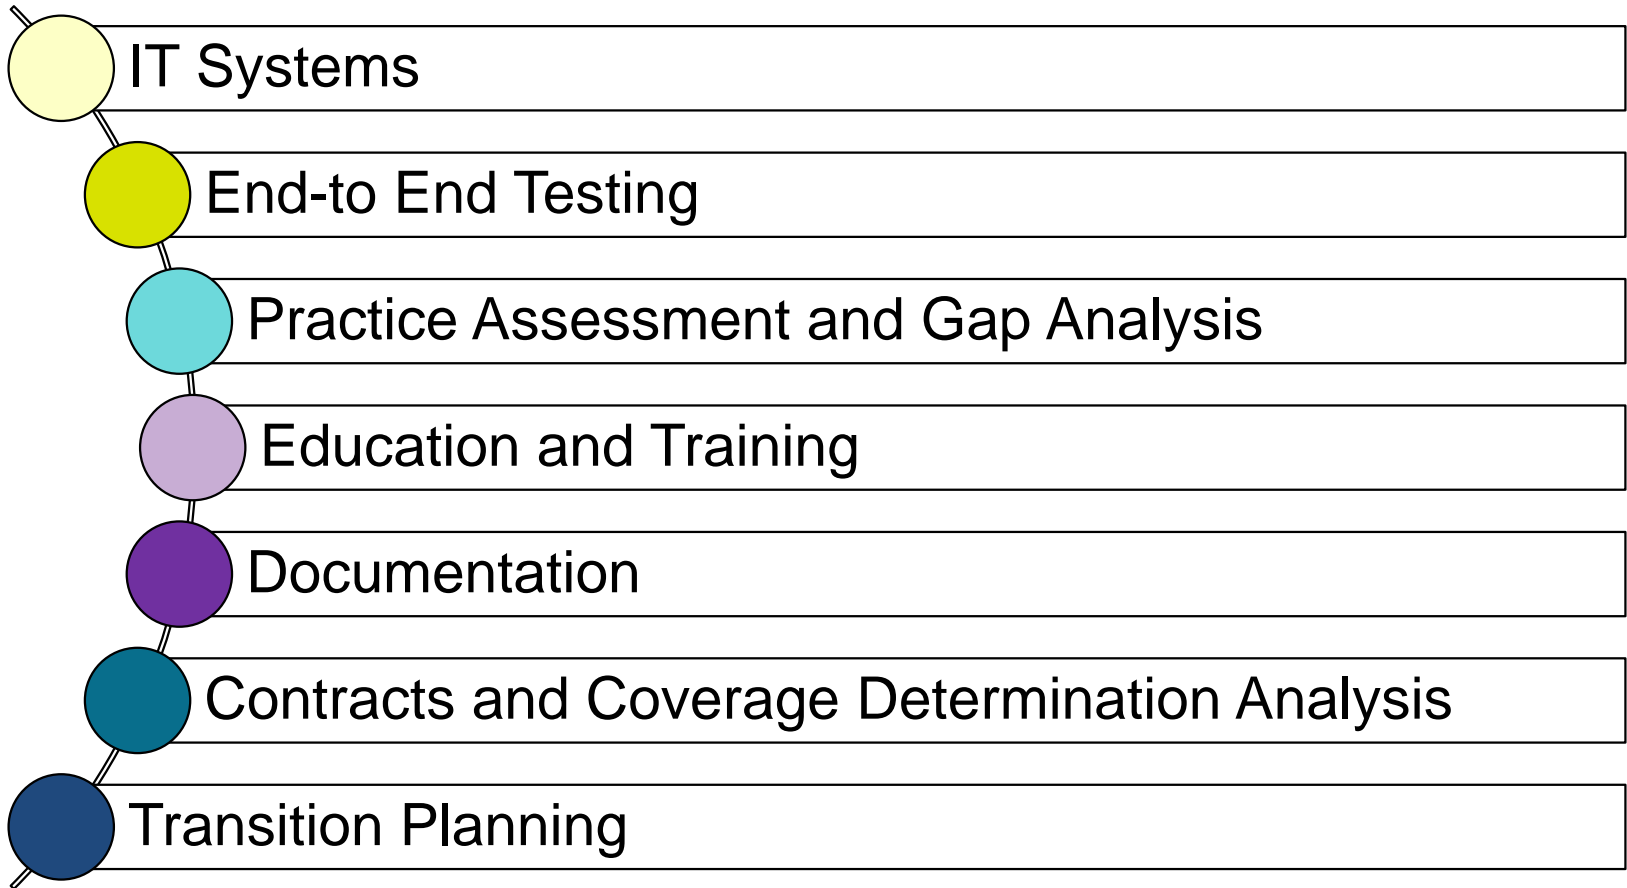 IT Systems
End-to End Testing
Practice Assessment and Gap Analysis
Education and Training
Documentation
Contracts and Coverage Determination Analysis
Transition Planning